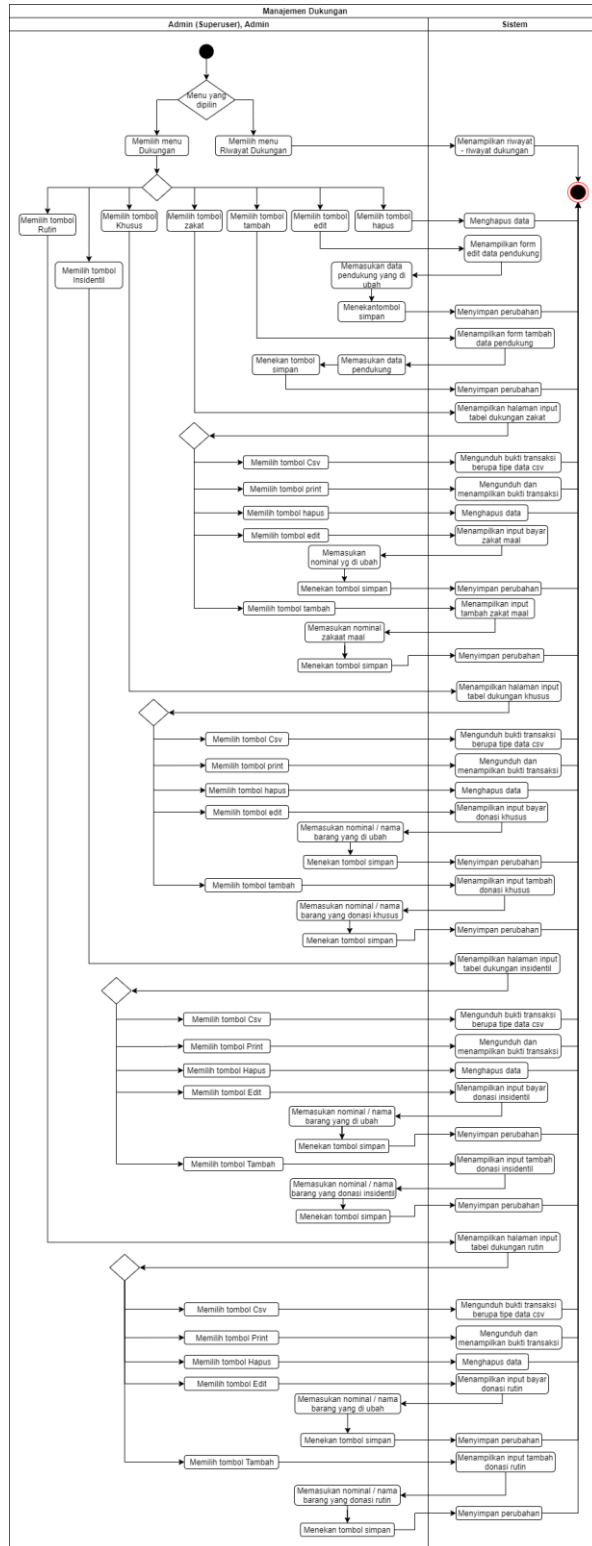 Manajemen Dukungan
Admin (Superuser), Admin
Sistem
Menu yang
dipilin
Memilih menu
Dukungan
Memilih menu
Riwayat Dukungan
Menampilkan riwayat
- riwayat dukungan
Memilih tombol
Rutin
Memilih tombol
Khusus
Memilih tombol
zakat
Memilih tombol
tambah
Memilih tombol
edit
Memilih tombol
hapus
Menghapus data
Memilih tombol
Insidentil
Menampilkan form
edit data pendukung
Memasukan data
pendukung yang di
ubah
Menekantombol
simpan
Menyimpan perubahan
Menampilkan form tambah
data pendukung
Menekan tombol
simpan
Memasukan data
pendukung
Menyimpan perubahan
Menampilkan halaman input
tabel dukungan zakat
Memilih tombol Csv
Mengunduh bukti transaksi
berupa tipe data csv
Memilih tombol print
Mengunduh dan
menampilkan bukti transaksi
Memilih tombol hapus
Menghapus data
Memilih tombol edit
Menampilkan input bayar
zakat maal
Memasukan
nominal yg di ubah
Menekan tombol simpan
Menyimpan perubahan
Memilih tombol tambah
Menampilkan input
tambah zakat maal
Memasukan nominal
zakaat maal
Menekan tombol simpan
Menyimpan perubahan
Menampilkan halaman input
tabel dukungan khusus
Memilih tombol Csv
Mengunduh bukti transaksi
berupa tipe data csv
Memilih tombol print
Mengunduh dan
menampilkan bukti transaksi
Memilih tombol hapus
Menghapus data
Memilih tombol edit
Menampilkan input bayar
donasi khusus
Memasukan nominal / nama
barang yang di ubah
Menekan tombol simpan
Menyimpan perubahan
Memilih tombol tambah
Menampilkan input tambah
donasi khusus
Memasukan nominal / nama
barang yang donasi khusus
Menekan tombol simpan
Menyimpan perubahan
Menampilkan halaman input
tabel dukungan insidentil
Memilih tombol Csv
Mengunduh bukti transaksi
berupa tipe data csv
Memilih tombol Print
Mengunduh dan
menampilkan bukti transaksi
Memilih tombol Hapus
Menghapus data
Memilih tombol Edit
Menampilkan input bayar
donasi insidentil
Memasukan nominal / nama
barang yang di ubah
Menekan tombol simpan
Menyimpan perubahan
Memilih tombol Tambah
Menampilkan input tambah
donasi insidentil
Memasukan nominal / nama
barang yang donasi insidentil
Menekan tombol simpan
Menyimpan perubahan
Menampilkan halaman input
tabel dukungan rutin
Memilih tombol Csv
Mengunduh bukti transaksi
berupa tipe data csv
Memilih tombol Print
Mengunduh dan
menampilkan bukti transaksi
Memilih tombol Hapus
Menghapus data
Memilih tombol Edit
Menampilkan input bayar
donasi rutin
Memasukan nominal / nama
barang yang di ubah
Menekan tombol simpan
Menyimpan perubahan
Memilih tombol Tambah
Menampilkan input tambah
donasi rutin
Memasukan nominal / nama
barang yang donasi rutin
Menekan tombol simpan
Menyimpan perubahan